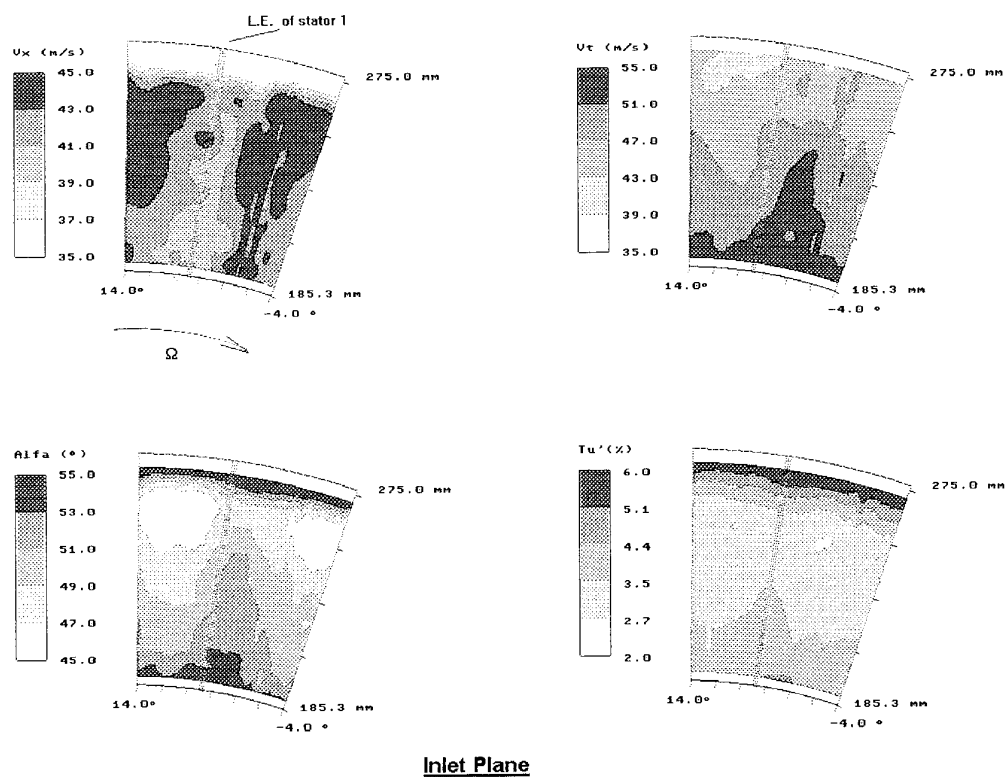 L.E. of stator 1
Vx (m/s)
45.0
43.0
41.0
39.0
37.0
35.0
275.0 mm
14.0°
185.3 mm
-4.0 °
Ω
Vt (m/s)
55.0
51.0
47.0
43.0
39.0
35.0
275.0 mm
14.0°
185.3 mm
-4.0 °
Alfa (°)
55.0
53.0
51.0
49.0
47.0
45.0
275.0 mm
14.0°
185.3 mm
-4.0 °
Tu'(%)
6.0
5.1
4.4
3.5
2.7
2.0
275.0 mm
14.0°
185.3 mm
-4.0 °
Inlet Plane